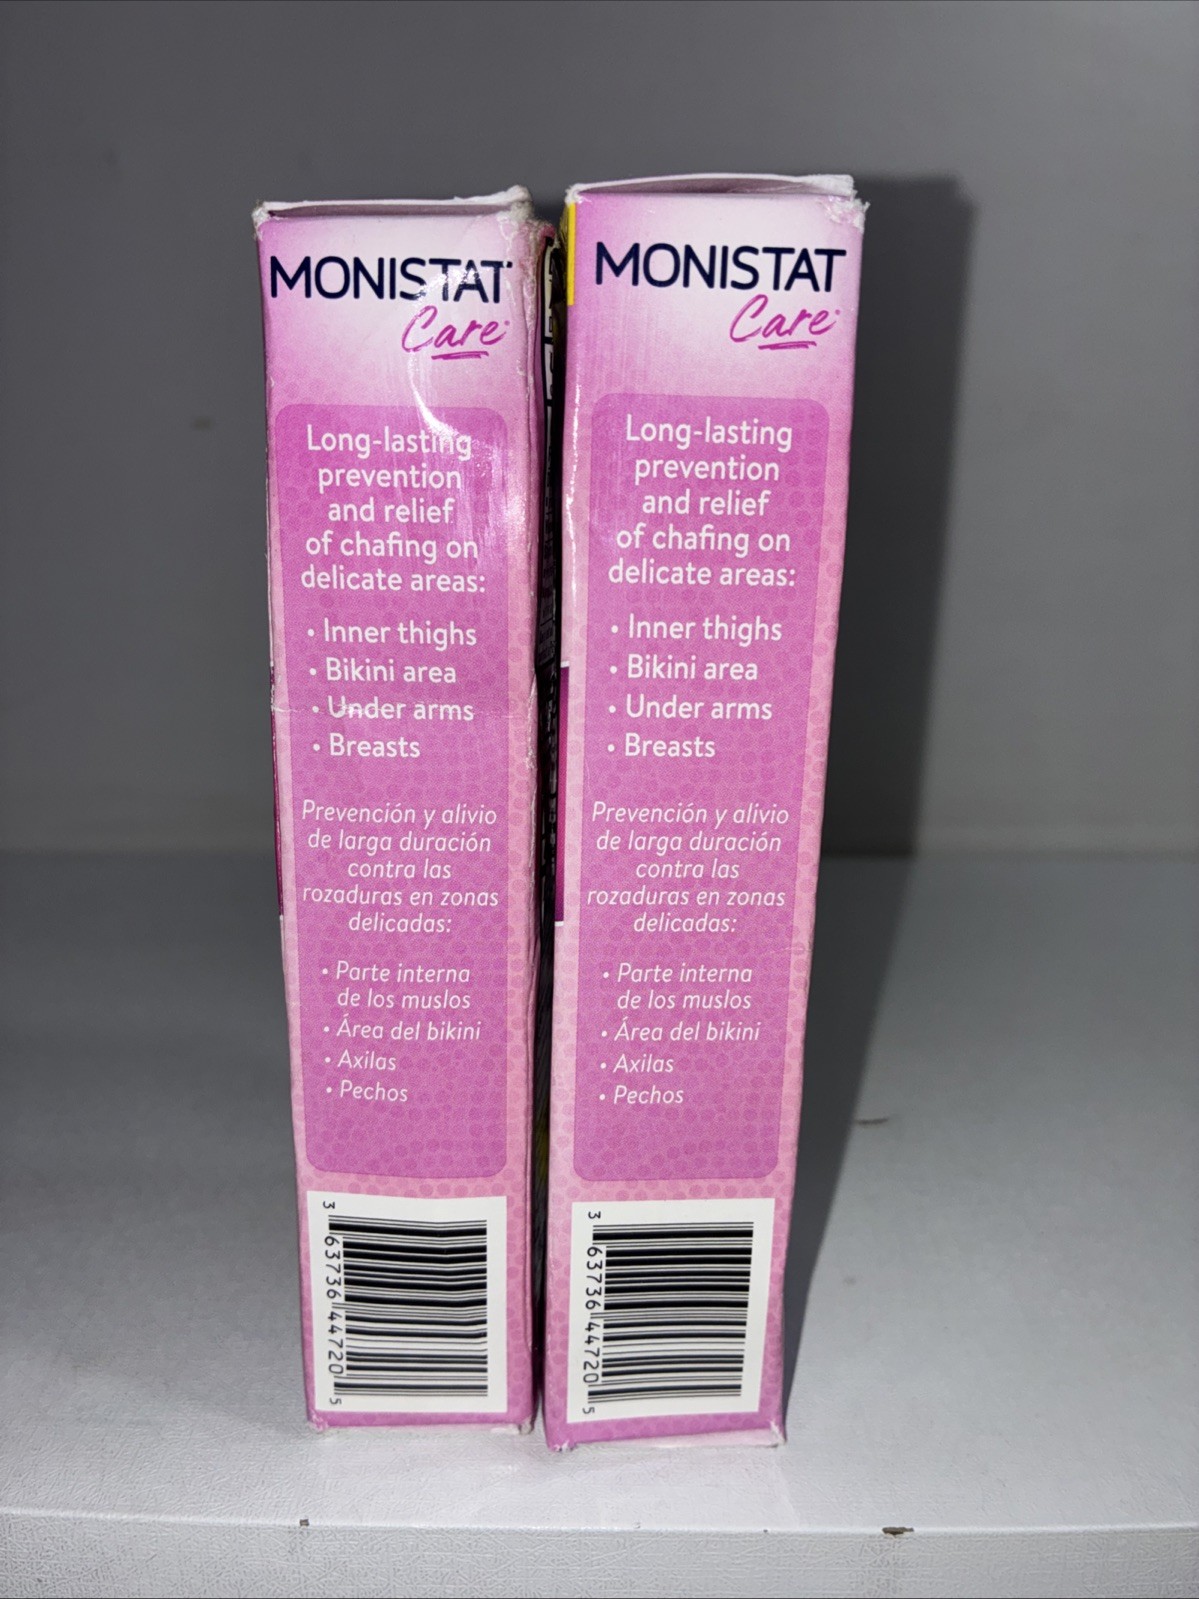 MONISTAT
Care
Long-lasting
prevention
and relief
of chafing on
delicate areas:
• Inner thighs
• Bikini area
• Under arms
• Breasts
Prevención y alivio
de larga duración
contra las
rozaduras en zonas
delicadas:
• Parte interna
de los muslos
• Área del bikini
• Axilas
• Pechos
3 63736 44720 5
MONISTAT
Care
Long-lasting
prevention
and relief
of chafing on
delicate areas:
• Inner thighs
• Bikini area
• Under arms
• Breasts
Prevención y alivio
de larga duración
contra las
rozaduras en zonas
delicadas:
• Parte interna
de los muslos
• Área del bikini
• Axilas
• Pechos
3 63736 44720 5